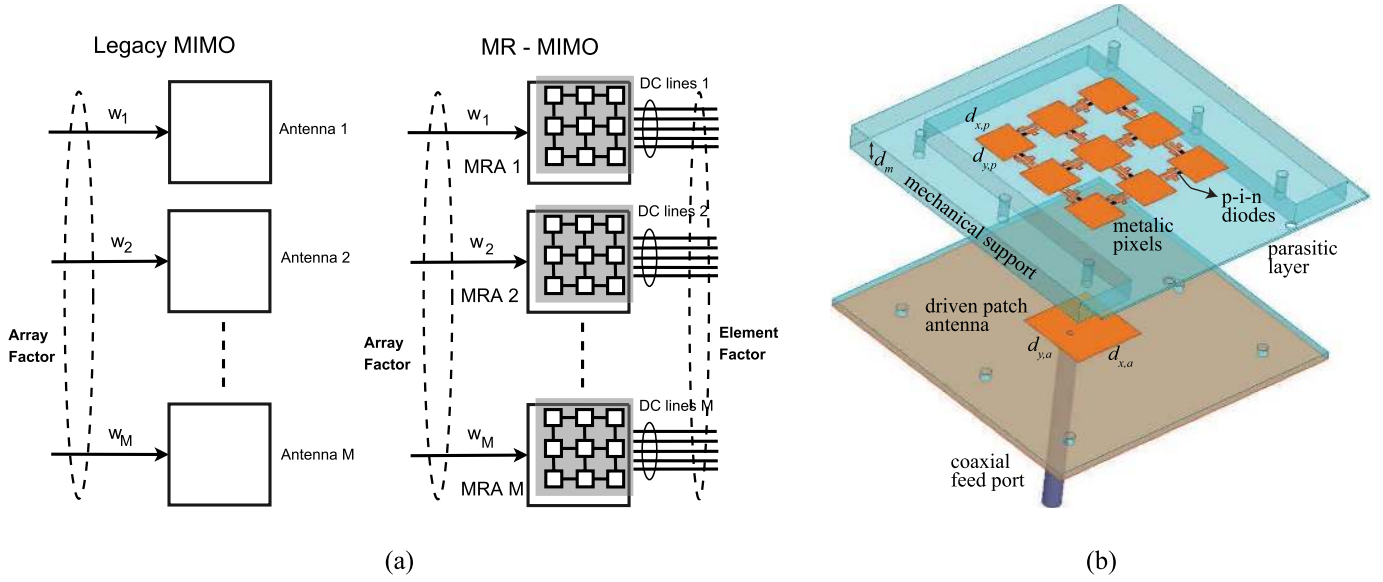 Legacy MIMO
w1
Antenna 1
w2
Antenna 2
Array
Factor
wM
Antenna M
MR - MIMO
DC lines 1
w1
MRA 1
DC lines 2
w2
MRA 2
Array
Factor
Element
Factor
DC lines M
wM
MRA M
(a)
dx,p
dy,p
dm
mechanical support
p-i-n
diodes
metalic
pixels
parasitic
layer
driven patch
antenna
dy,a
dx,a
coaxial
feed port
(b)